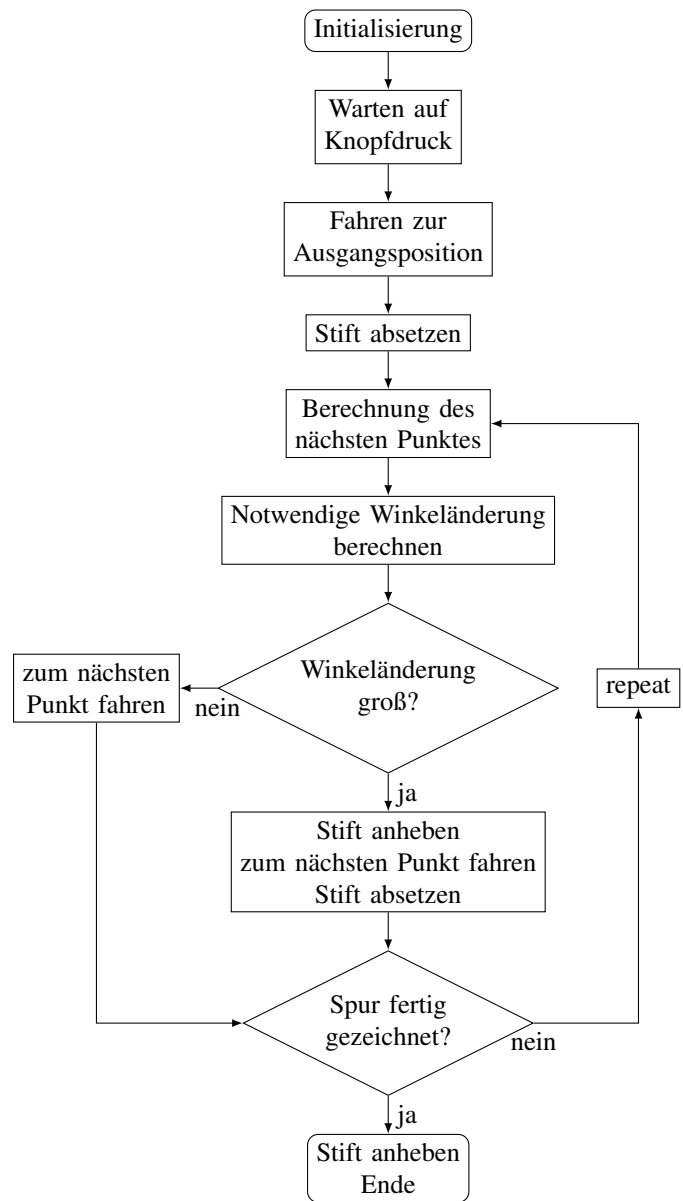 Initialisierung
Warten auf
Knopfdruck
Fahren zur
Ausgangsposition
Stift absetzen
Berechnung des
nächsten Punktes
Notwendige Winkeländerung
berechnen
Winkeländerung
groß?
nein
zum nächsten
Punkt fahren
repeat
ja
Stift anheben
zum nächsten Punkt fahren
Stift absetzen
Spur fertig
gezeichnet?
nein
ja
Stift anheben
Ende